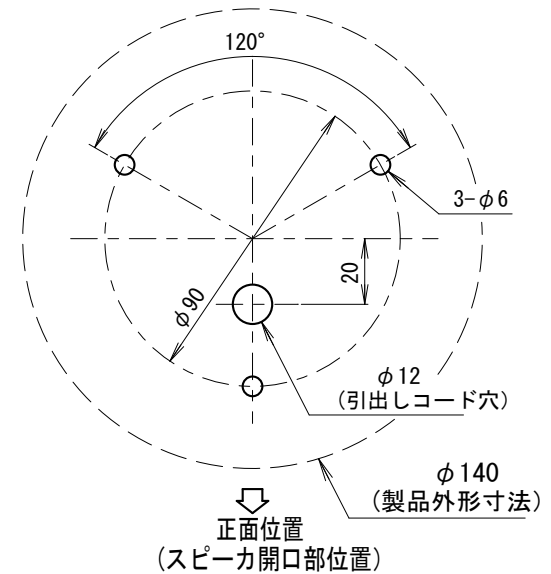 120°
3-φ6
20
φ90
φ12
(引出しコード穴)
φ140
(製品外形寸法)
正面位置
(スピーカ開口部位置)